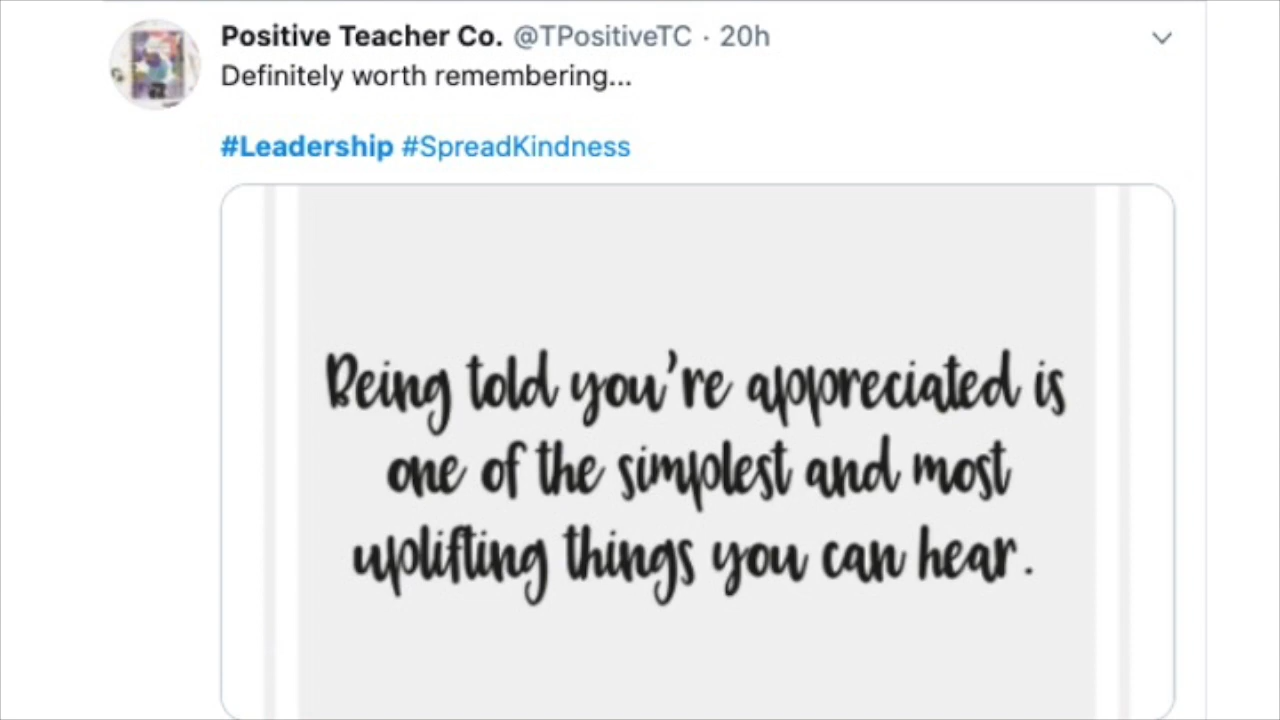 Positive Teacher Co. @TPositiveTC · 20h
Definitely worth remembering...
#Leadership #SpreadKindness
Being told you're appreciated is
one of the simplest and most
uplifting things you can hear.